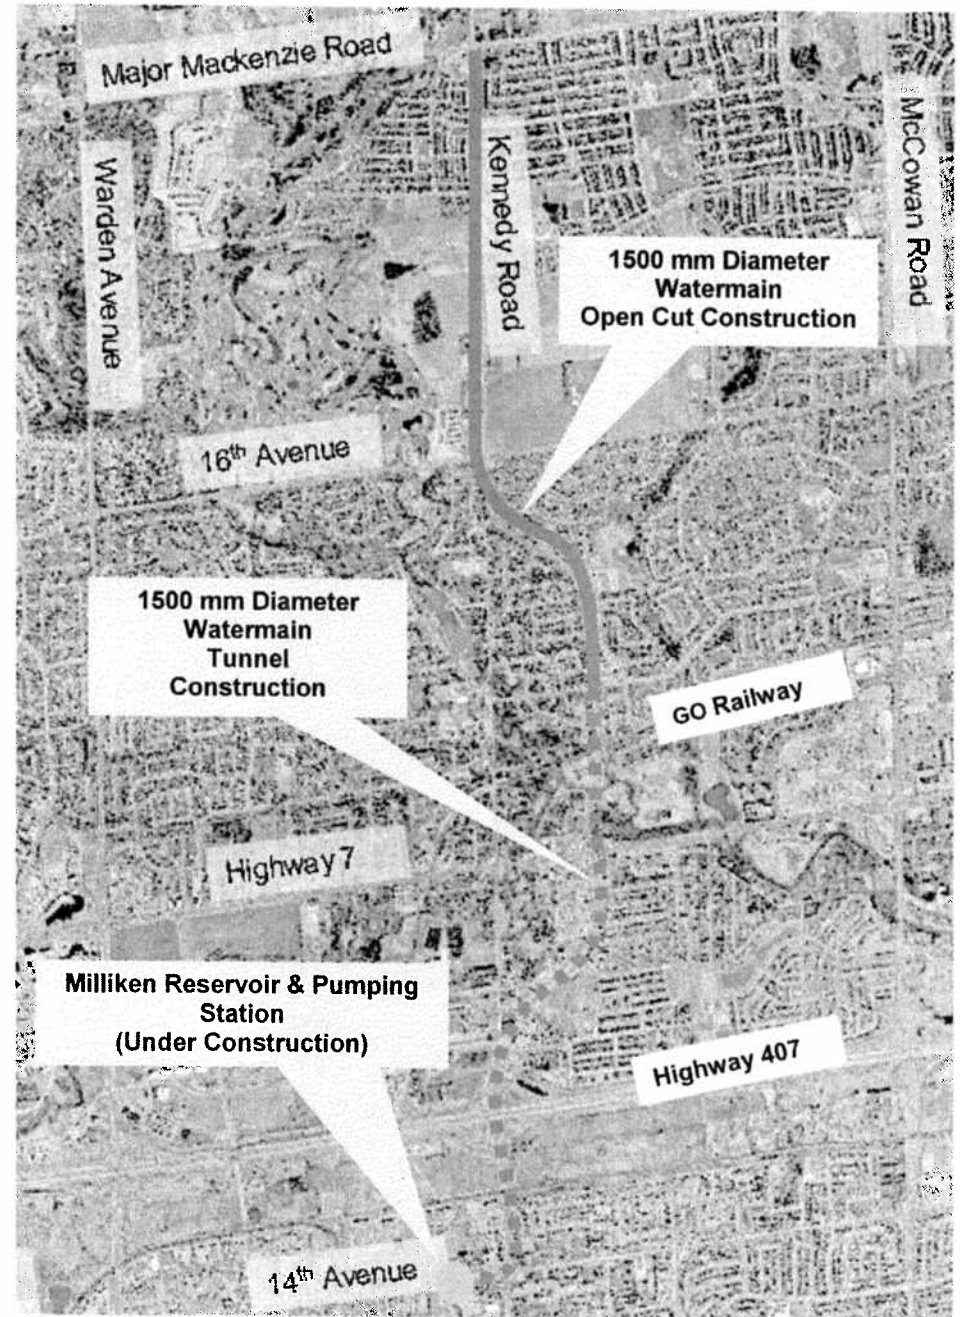 Major Mackenzie Road
Warden Avenue
Kennedy Road
McCowan Road
1500 mm Diameter
Watermain
Open Cut Construction
16th Avenue
1500 mm Diameter
Watermain
Tunnel
Construction
GO Railway
Highway 7
Milliken Reservoir & Pumping
Station
(Under Construction)
Highway 407
14th Avenue